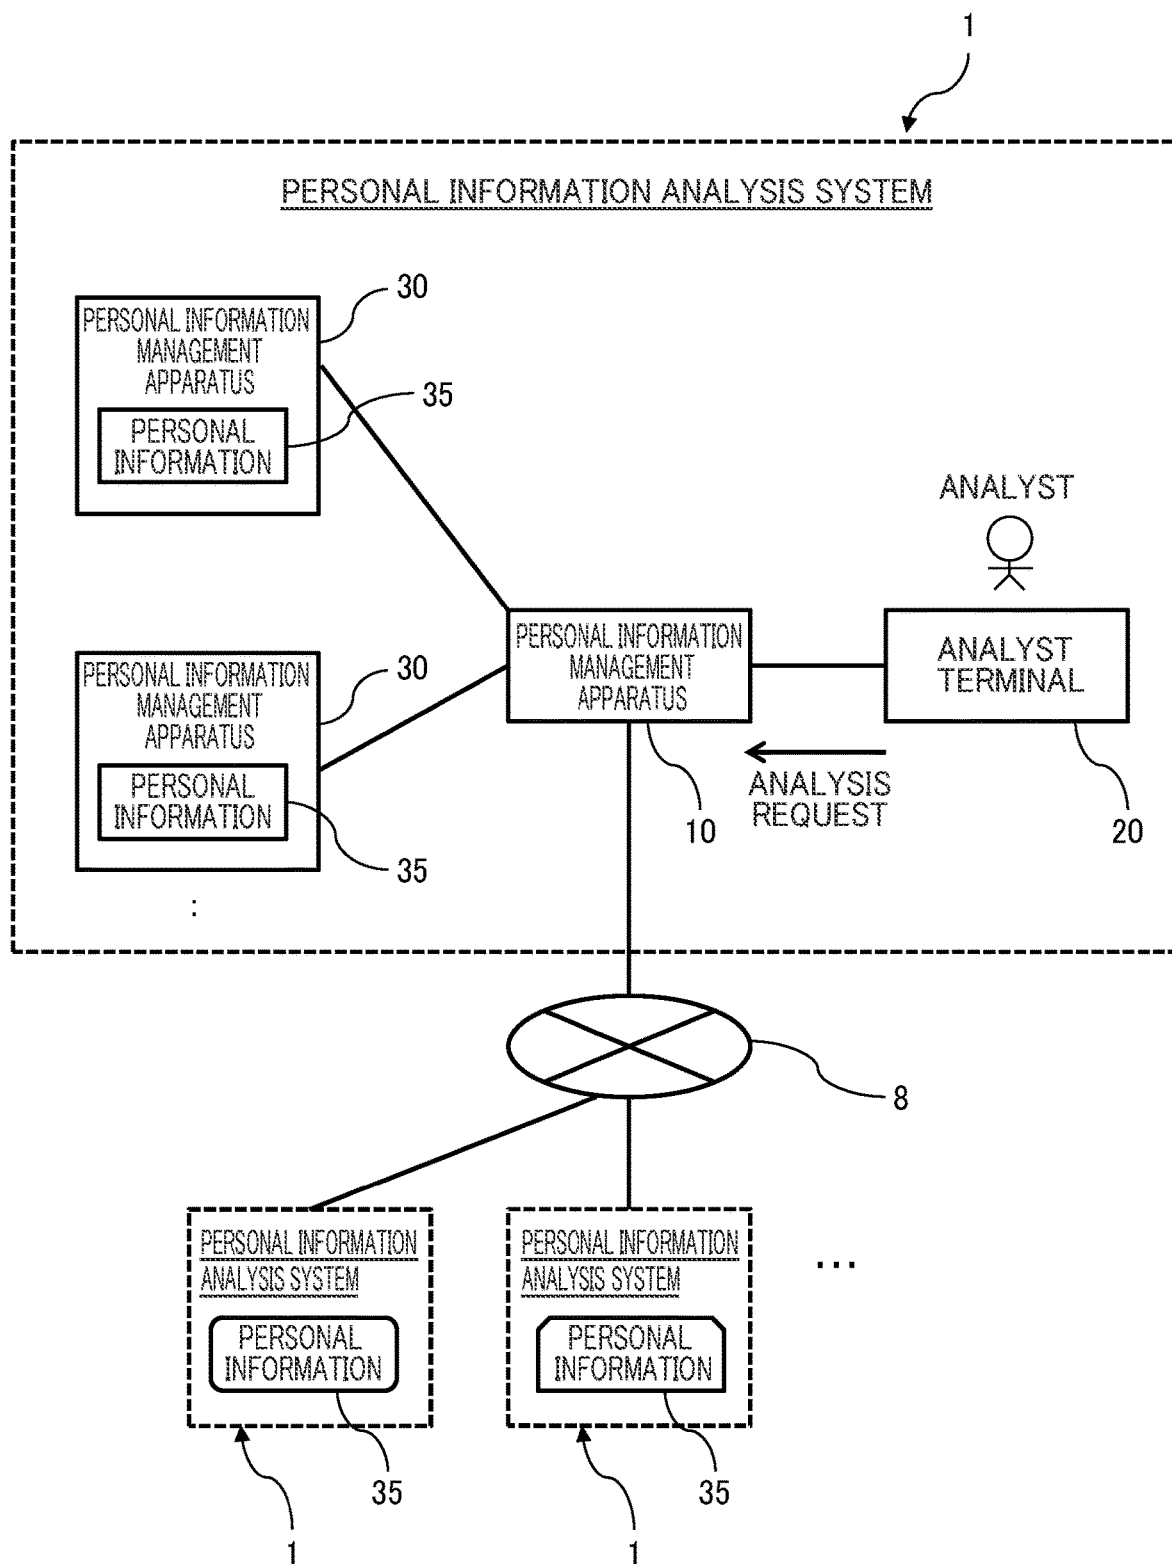 1
PERSONAL INFORMATION ANALYSIS SYSTEM
30
PERSONAL INFORMATION
MANAGEMENT
APPARATUS
35
PERSONAL
INFORMATION
ANALYST
30
PERSONAL INFORMATION
MANAGEMENT
APPARATUS
PERSONAL
INFORMATION
35
:
PERSONAL INFORMATION
MANAGEMENT
APPARATUS
10
ANALYST
TERMINAL
20
ANALYSIS
REQUEST
8
PERSONAL INFORMATION
ANALYSIS SYSTEM
PERSONAL
INFORMATION
35
1
PERSONAL INFORMATION
ANALYSIS SYSTEM
PERSONAL
INFORMATION
35
1
...